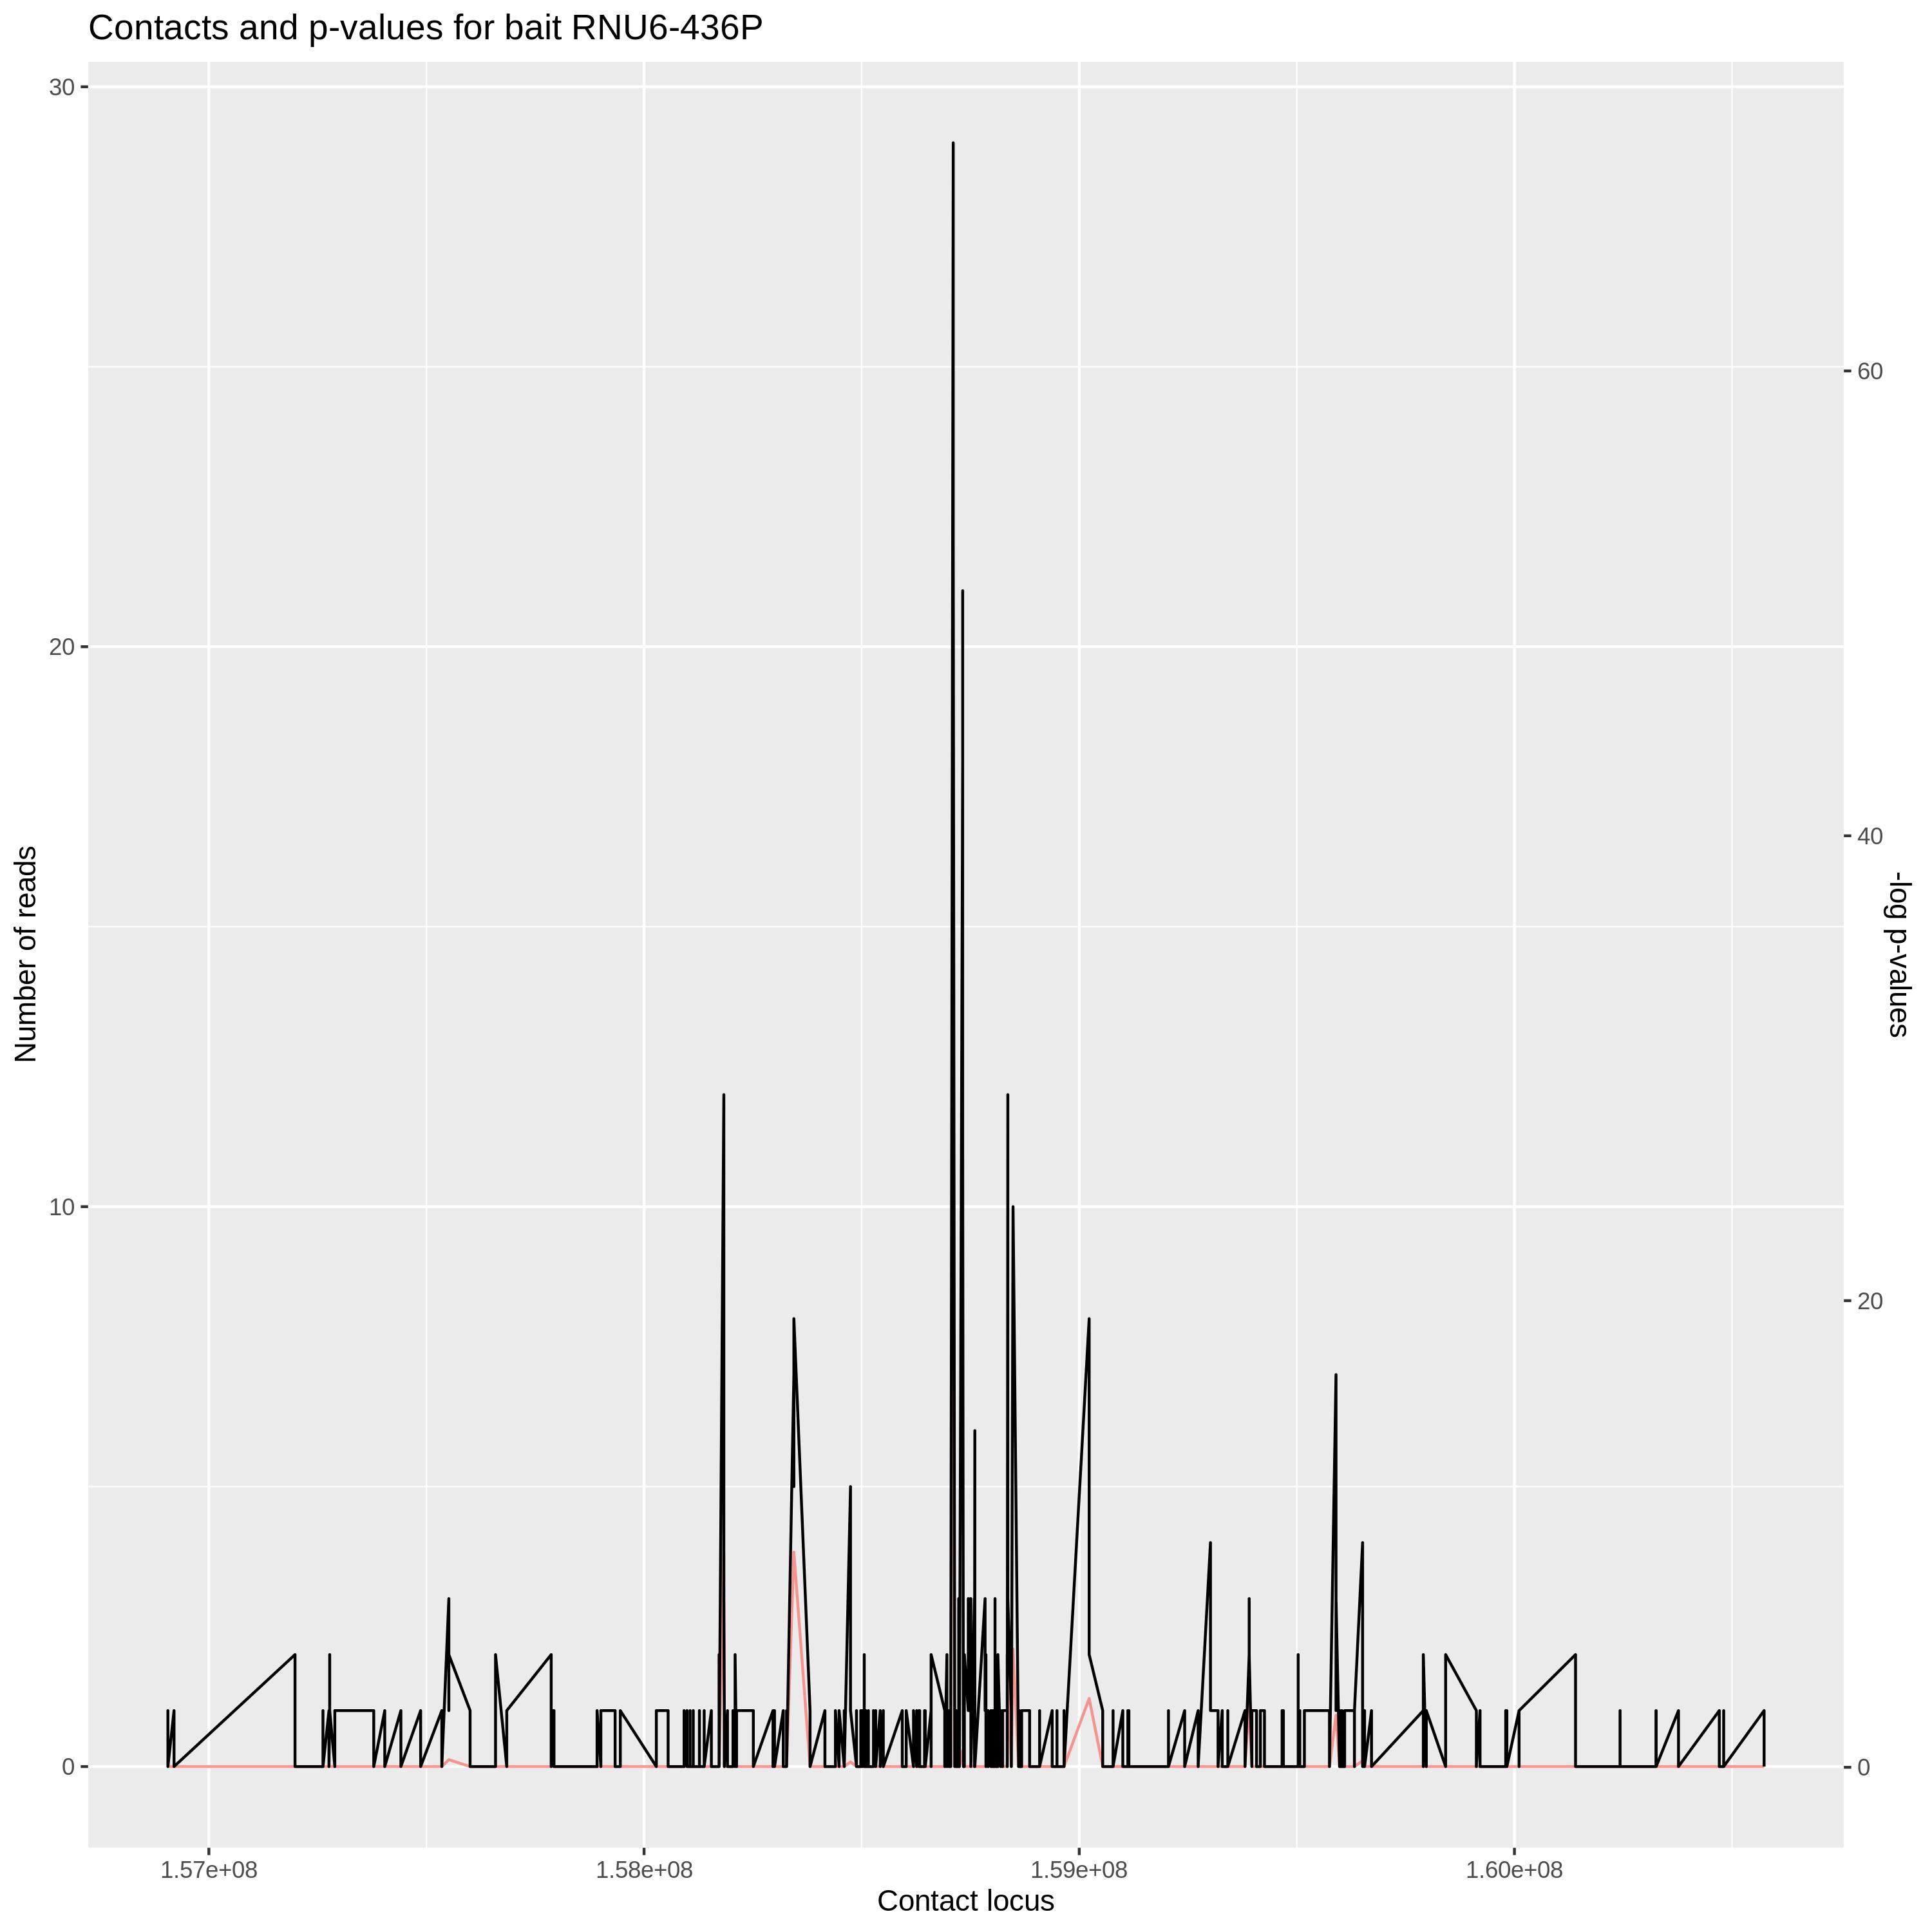 Contacts and p-values for bait RNU6-436P
30
20
10
0
60
40
20
0
Number of reads
-log p-values
1.57e+08
1.58e+08
1.59e+08
1.60e+08
Contact locus